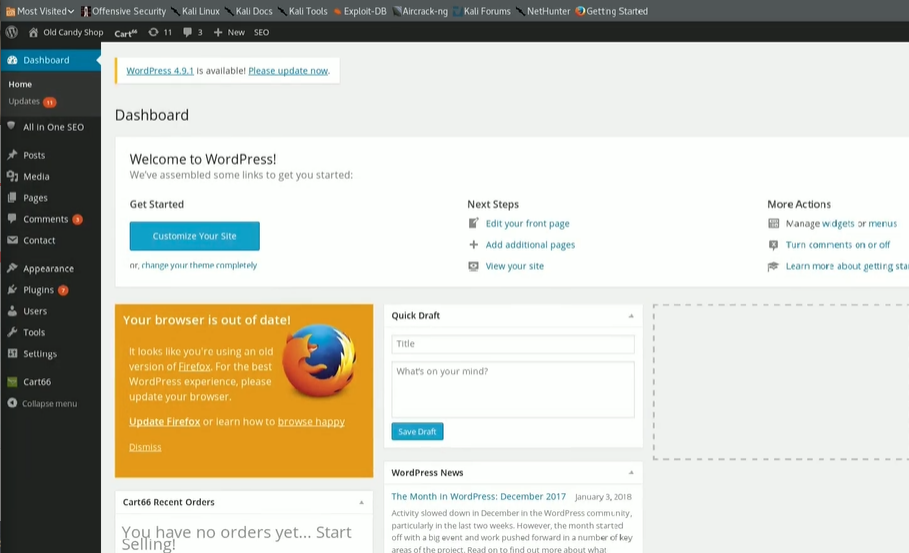 Most Visited Offensive Security Kali Linux Kali Docs Kali Tools Exploit-DB Aircrack-ng Kali Forums NetHunter Getting Started
Old Candy Shop Cart66 11 3 New SEO
Dashboard
Home
Updates 11
All in One SEO
Posts
Media
Pages
Comments 3
Contact
Appearance
Plugins 7
Users
Tools
Settings
Cart66
Collapse menu
WordPress 4.9.1 is available! Please update now.
Dashboard
Welcome to WordPress!
We've assembled some links to get you started:
Get Started
Customize Your Site
or, change your theme completely
Next Steps
Edit your front page
Add additional pages
View your site
More Actions
Manage widgets or menus
Turn comments on or off
Learn more about getting sta
Your browser is out of date!
It looks like you're using an old
version of Firefox. For the best
WordPress experience, please
update your browser.
Update Firefox or learn how to browse happy
Dismiss
Cart66 Recent Orders
You have no orders yet... Start
Selling!
Quick Draft
Title
What's on your mind?
Save Draft
WordPress News
The Month in WordPress: December 2017 January 3, 2018
Activity slowed down in December in the WordPress community,
particularly in the last two weeks. However, the month started
off with a big event and work pushed forward in a number of key
areas of the project. Read on to find out more about what